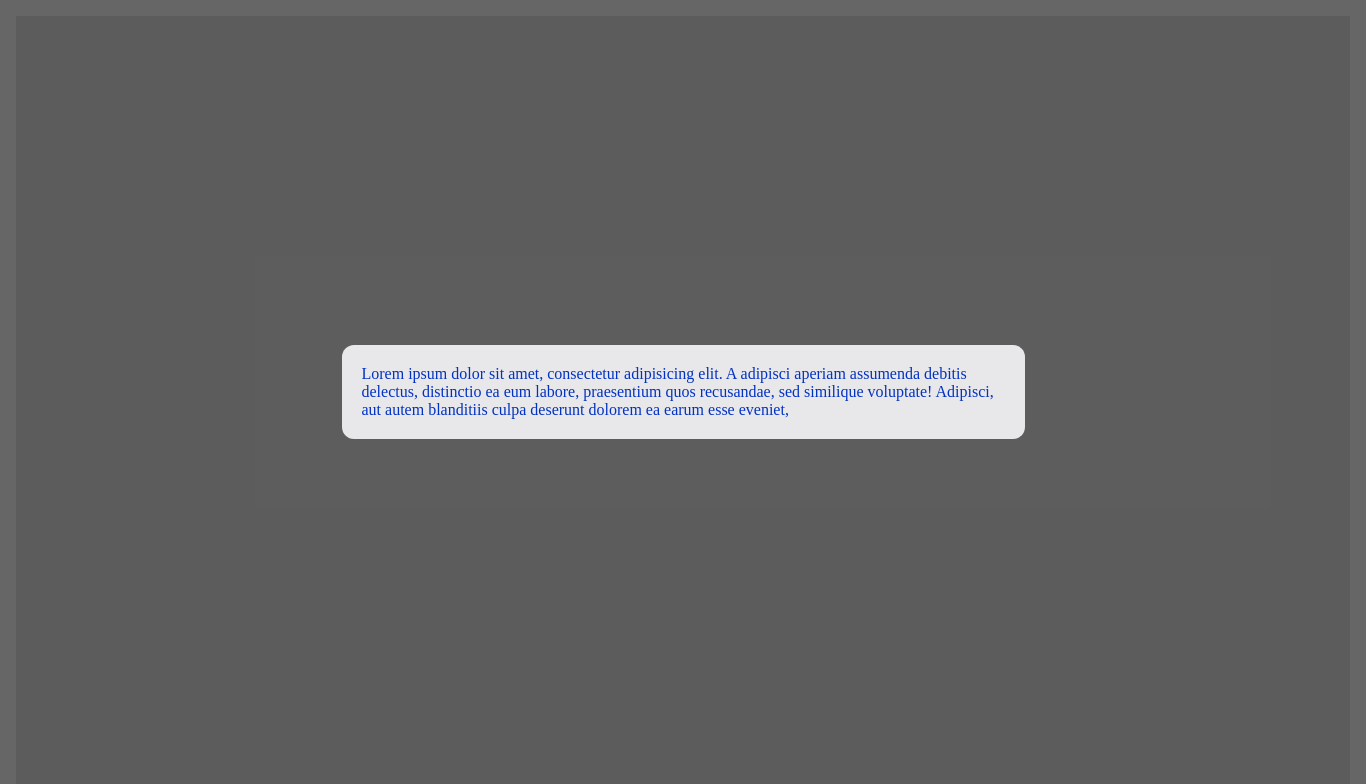 Lorem ipsum dolor sit amet, consectetur adipisicing elit. A adipisci aperiam assumenda debitis
delectus, distinctio ea eum labore, praesentium quos recusandae, sed similique voluptate! Adipisci,
aut autem blanditiis culpa deserunt dolorem ea earum esse eveniet,